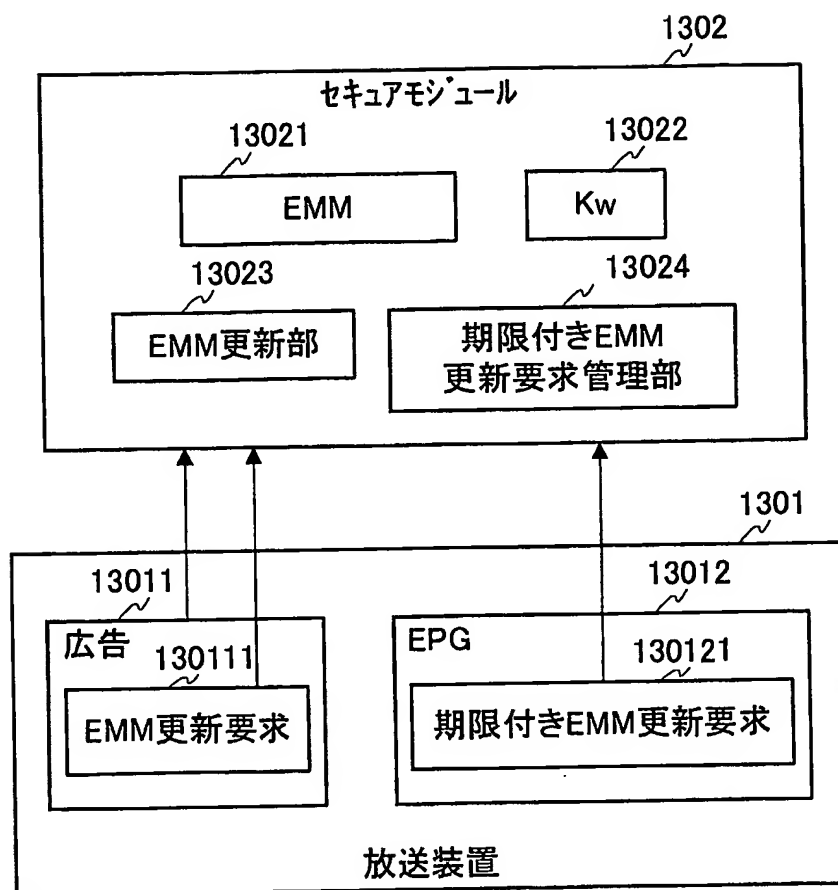 1302
セキュアモジュール
13021
13022
EMM
Kw
13023
13024
EMM更新部
期限付きEMM
更新要求管理部
1301
13011
13012
広告
EPG
130111
130121
EMM更新要求
期限付きEMM更新要求
放送装置